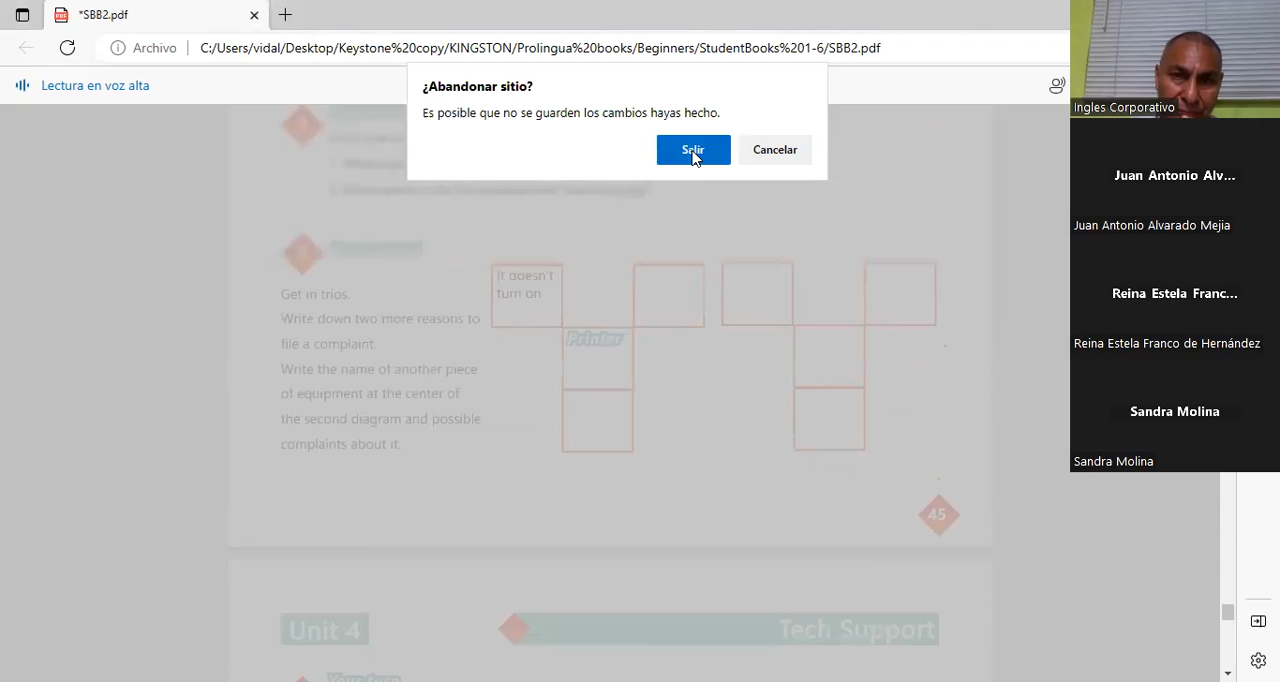 *SBB2.pdf
Archivo
C:/Users/vidal/Desktop/Keystone%20copy/KINGSTON/Prolingua%20books/Beginners/StudentBooks%201-6/SBB2.pdf
Lectura en voz alta
¿Abandonar sitio?
Es posible que no se guarden los cambios hayas hecho.
Salir
Cancelar
It doesn't
turn on
Get in trios.
Write down two more reasons to
file a complaint.
Write the name of another piece
of equipment at the center of
the second diagram and possible
complaints about it.
Printer
45
Unit 4
Tech Support
Your turn
Ingles Corporativo
Juan Antonio Alv...
Juan Antonio Alvarado Mejia
Reina Estela Franc...
Reina Estela Franco de Hernández
Sandra Molina
Sandra Molina